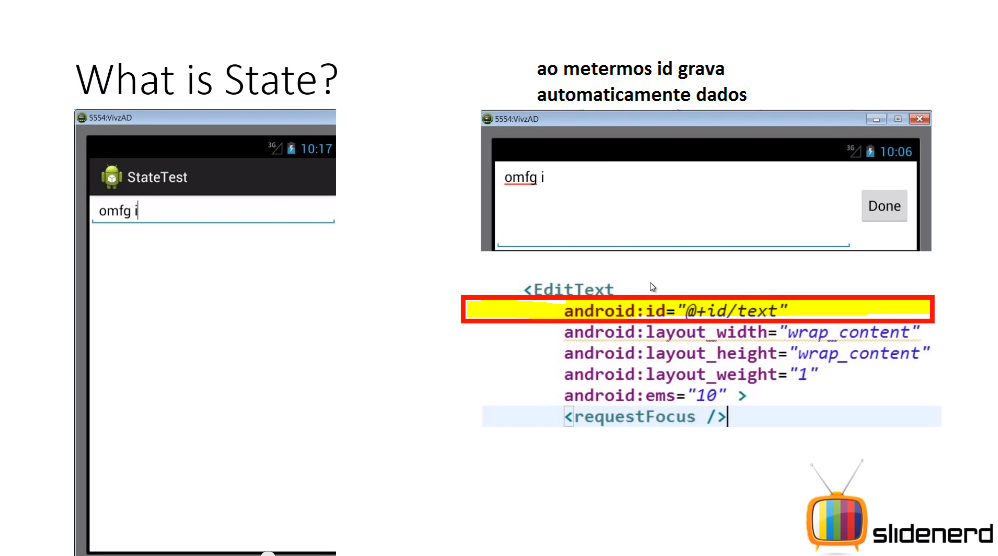 What is State?
ao metermos id grava
automaticamente dados
5554:VivzAD
3G 10:17
StateTest
omfg i
5554:VivzAD
3G 10:06
omfg i
Done
<EditText
android:id="@+id/text"
android:layout_width="wrap_content"
android:layout_height="wrap_content"
android:layout_weight="1"
android:ems="10" >
<requestFocus />
slidenerd